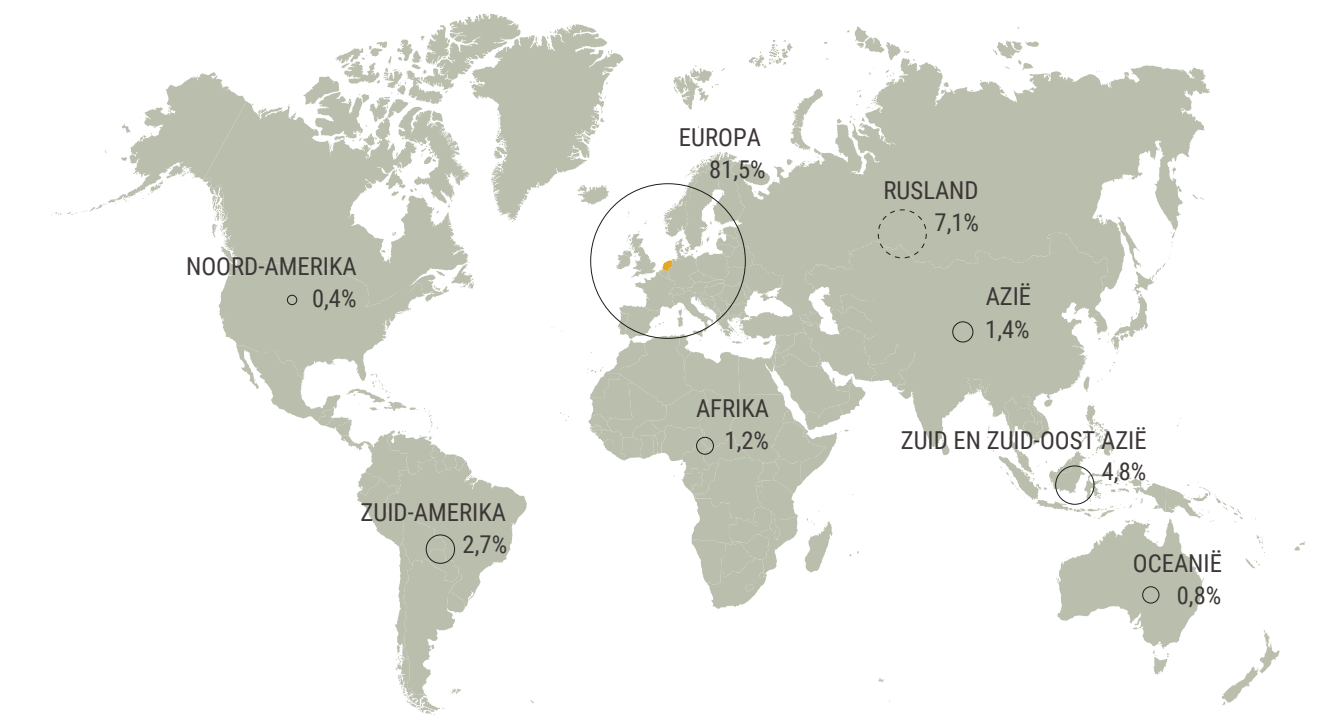 EUROPA
81,5%
RUSLAND
7,1%
NOORD-AMERIKA
0,4%
AZIË
1,4%
AFRIKA
1,2%
ZUID EN ZUID-OOST AZIË
4,8%
ZUID-AMERIKA
2,7%
OCEANIË
0,8%